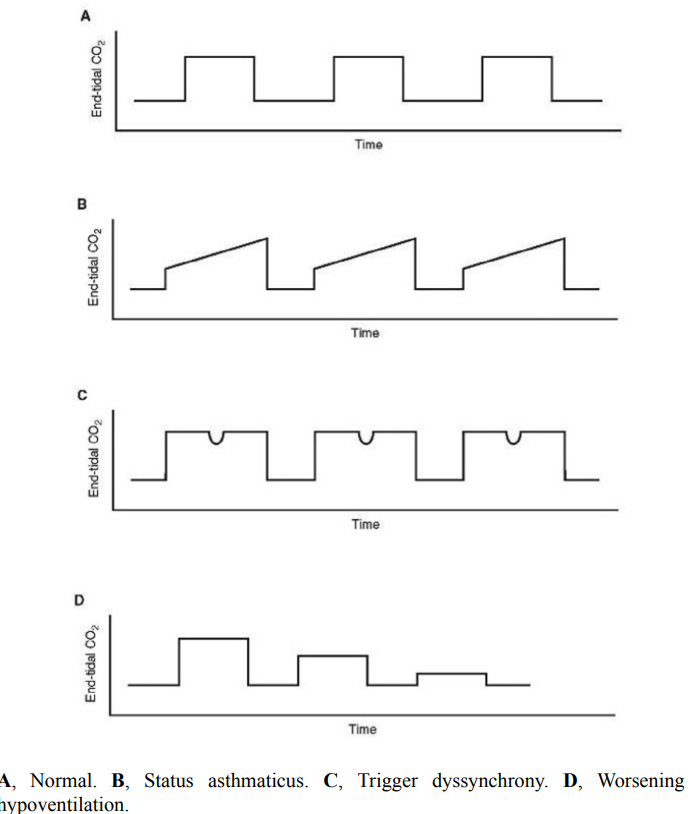 A
End-tidal CO2
Time
B
End-tidal CO2
Time
C
End-tidal CO2
Time
D
End-tidal CO2
Time
A, Normal. B, Status asthmaticus. C, Trigger dyssynchrony. D, Worsening
hypoventilation.